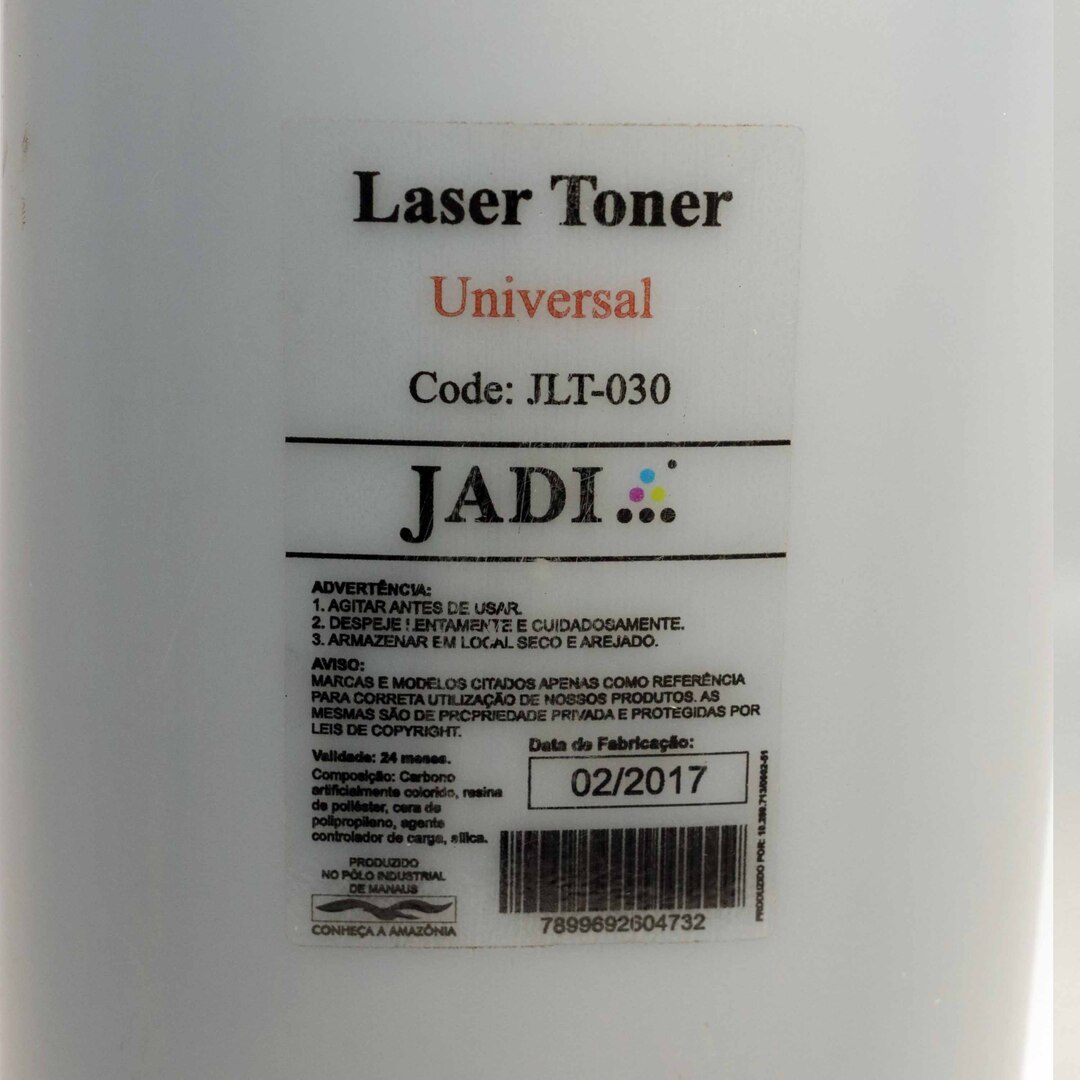 Laser Toner
Universal
Code: JLT-030
JADI
ADVERTÊNCIA:
1. AGITAR ANTES DE USAR.
2. DESPEJE LENTAMENTE E CUIDADOSAMENTE.
3. ARMAZENAR EM LOCAL SECO E AREJADO.
AVISO:
MARCAS E MODELOS CITADOS APENAS COMO REFERÊNCIA
PARA CORRETA UTILIZAÇÃO DE NOSSOS PRODUTOS. AS
MESMAS SÃO DE PROPRIEDADE PRIVADA E PROTEGIDAS POR
LEIS DE COPYRIGHT.
Validade: 24 meses.
Composição: Carbono
artificialmente colorido, resina
de poliéster, cera de
polipropileno, agente
controlador de carga, sílica.
Data de Fabricação:
02/2017
PRODUZIDO
NO PÓLO INDUSTRIAL
DE MANAUS
CONHEÇA A AMAZÔNIA
7899692604732
PRODUZIDO POR: